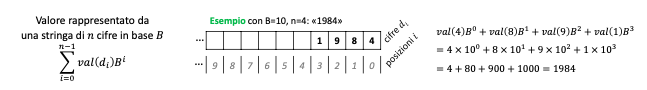 Valore rappresentato da
una stringa di n cifre in base B
n−1
∑ val(dᵢ)Bⁱ
i=0
Esempio con B=10, n=4: «1984»
... 1 9 8 4 cifre dᵢ
... 9 8 7 6 5 4 3 2 1 0 posizioni i
val(4)B⁰ + val(8)B¹ + val(9)B² + val(1)B³
= 4 × 10⁰ + 8 × 10¹ + 9 × 10² + 1 × 10³
= 4 + 80 + 900 + 1000 = 1984